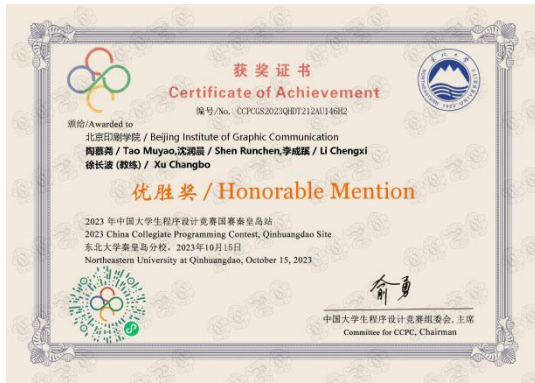 获奖证书
Certificate of Achievement
编号/No. CCPCGS2023QHDT212AU146H2
颁给/Awarded to
北京印刷学院 / Beijing Institute of Graphic Communication
陶慕尧 / Tao Muyao,沈润晨 / Shen Runchen,李成蹊 / Li Chengxi
徐长波 (教练) / Xu Changbo
优胜奖 / Honorable Mention
2023 年中国大学生程序设计竞赛国赛秦皇岛站
2023 China Collegiate Programming Contest, Qinhuangdao Site
东北大学秦皇岛分校, 2023年10月15日
Northeastern University at Qinhuangdao, October 15, 2023
俞勇
中国大学生程序设计竞赛组委会, 主席
Committee for CCPC, Chairman